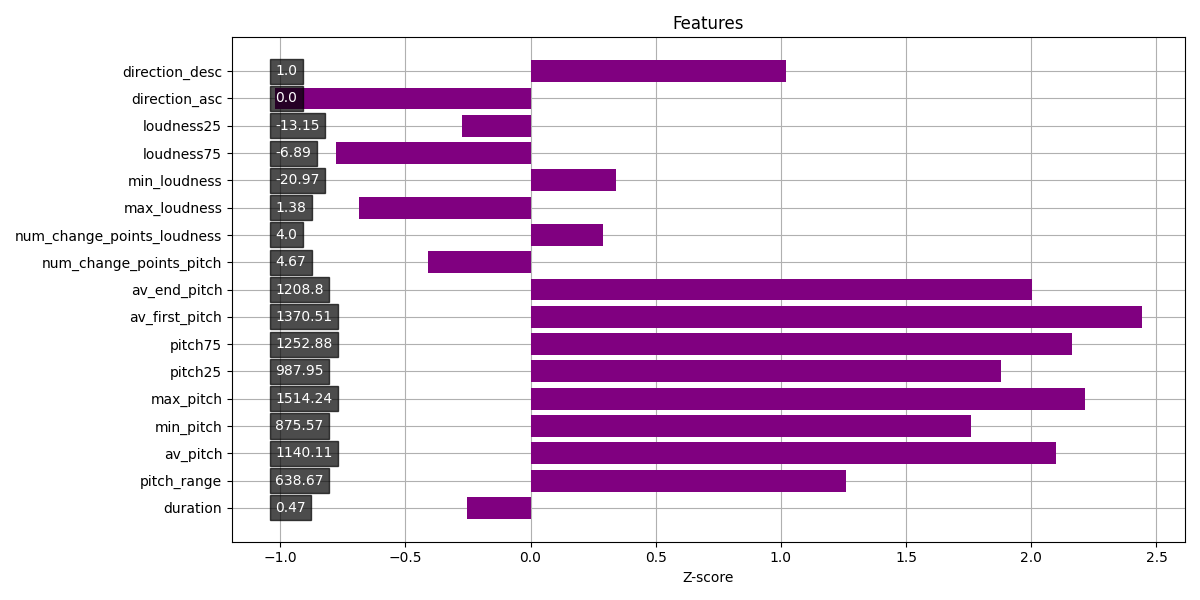 Features
direction_desc 1.0
direction_asc 0.0
loudness25 -13.15
loudness75 -6.89
min_loudness -20.97
max_loudness 1.38
num_change_points_loudness 4.0
num_change_points_pitch 4.67
av_end_pitch 1208.8
av_first_pitch 1370.51
pitch75 1252.88
pitch25 987.95
max_pitch 1514.24
min_pitch 875.57
av_pitch 1140.11
pitch_range 638.67
duration 0.47
−1.0 −0.5 0.0 0.5 1.0 1.5 2.0 2.5
Z-score